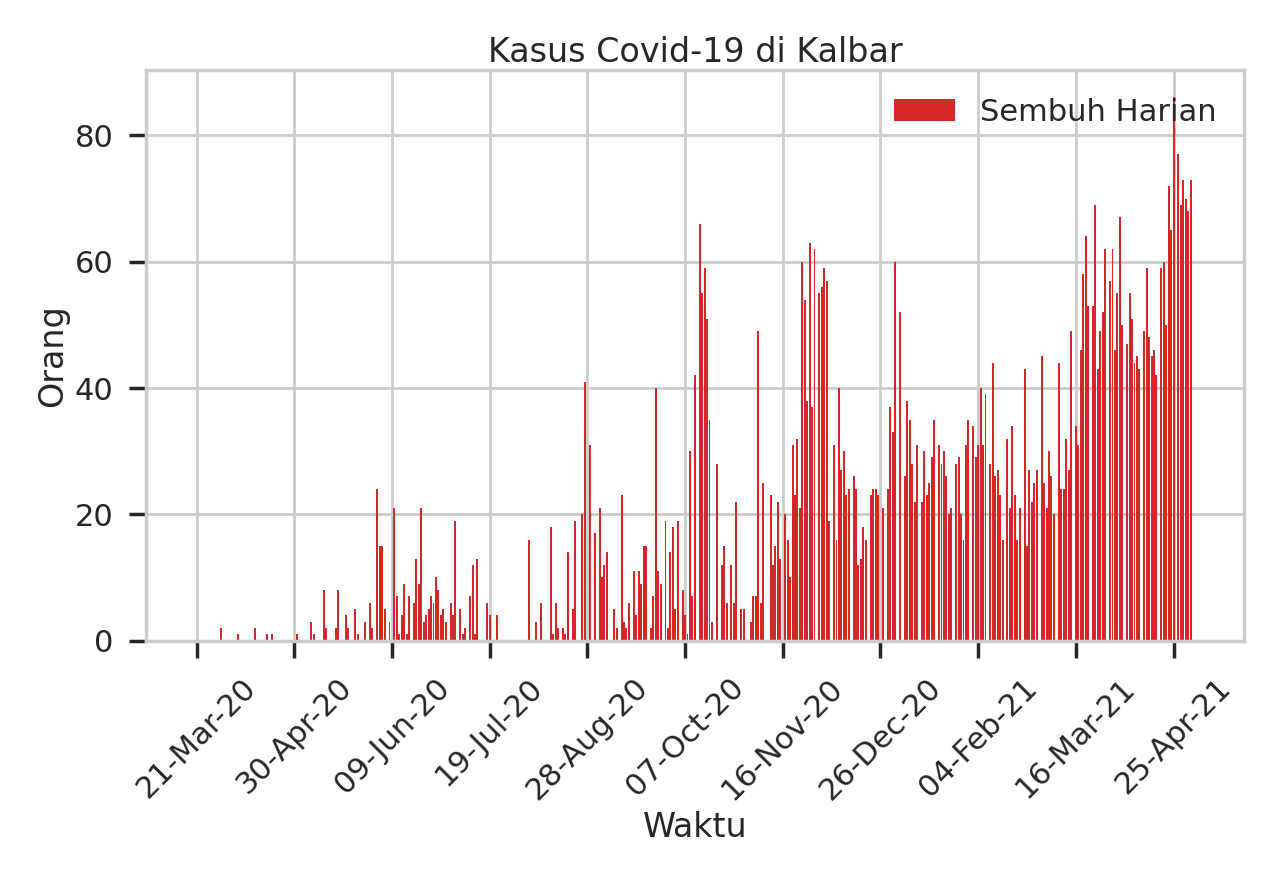 Kasus Covid-19 di Kalbar
Sembuh Harian
Orang
80
60
40
20
0
21-Mar-20
30-Apr-20
09-Jun-20
19-Jul-20
28-Aug-20
07-Oct-20
16-Nov-20
26-Dec-20
04-Feb-21
16-Mar-21
25-Apr-21
Waktu